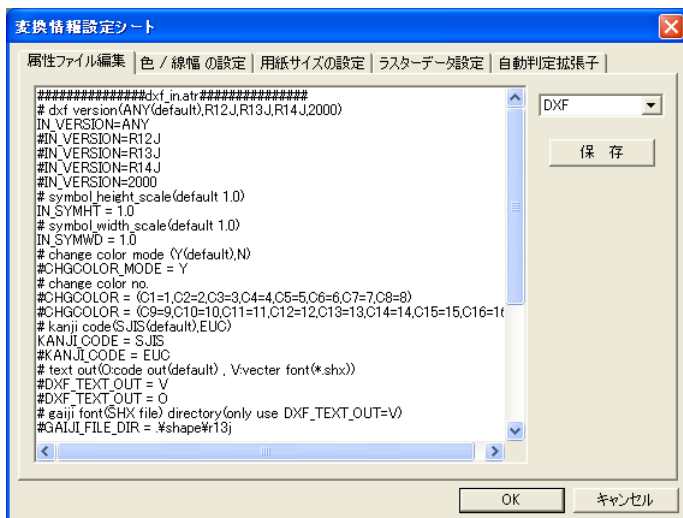 変換情報設定シート
属性ファイル編集 色 / 線幅 の設定 用紙サイズの設定 ラスターデータ設定 自動判定拡張子
###############dxf_in.atr###############
# dxf version(ANY(default),R12J,R13J,R14J,2000)
IN_VERSION=ANY
#IN_VERSION=R12J
#IN_VERSION=R13J
#IN_VERSION=R14J
#IN_VERSION=2000
# symbol_height_scale(default 1.0)
IN_SYMHT = 1.0
# symbol_width_scale(default 1.0)
IN_SYMWD = 1.0
# change color mode (Y(default),N)
#CHGCOLOR_MODE = Y
# change color no.
#CHGCOLOR = (C1=1,C2=2,C3=3,C4=4,C5=5,C6=6,C7=7,C8=8)
#CHGCOLOR = (C9=9,C10=10,C11=11,C12=12,C13=13,C14=14,C15=15,C16=16
# kanji code(SJIS(default),EUC)
KANJI_CODE = SJIS
#KANJI_CODE = EUC
# text out(O:code out(default) , V:vecter font(*.shx))
#DXF_TEXT_OUT = V
#DXF_TEXT_OUT = O
# gaiji font(SHX file) directory(only use DXF_TEXT_OUT=V)
#GAIJI_FILE_DIR = .¥shape¥r13j
DXF
保 存
OK キャンセル